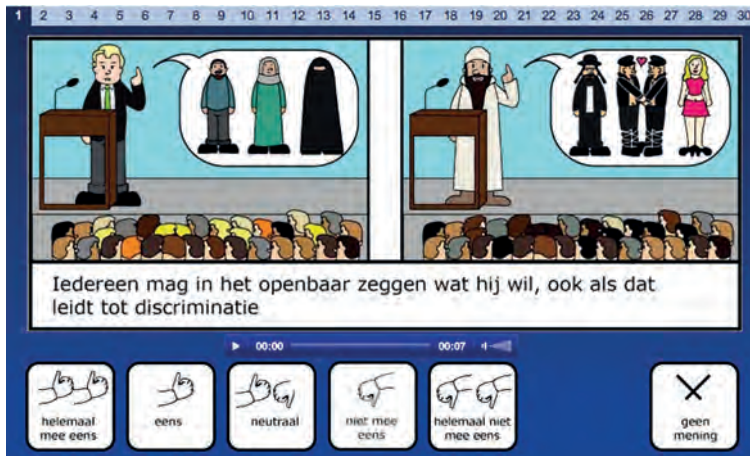 1 2 3 4 5 6 7 8 9 10 11 12 13 14 15 16 17 18 19 20 21 22 23 24 25 26 27 28 29 30
Iedereen mag in het openbaar zeggen wat hij wil, ook als dat
leidt tot discriminatie
00:00 00:07
helemaal
mee eens
eens
neutraal
niet mee
eens
helemaal niet
mee eens
geen
mening